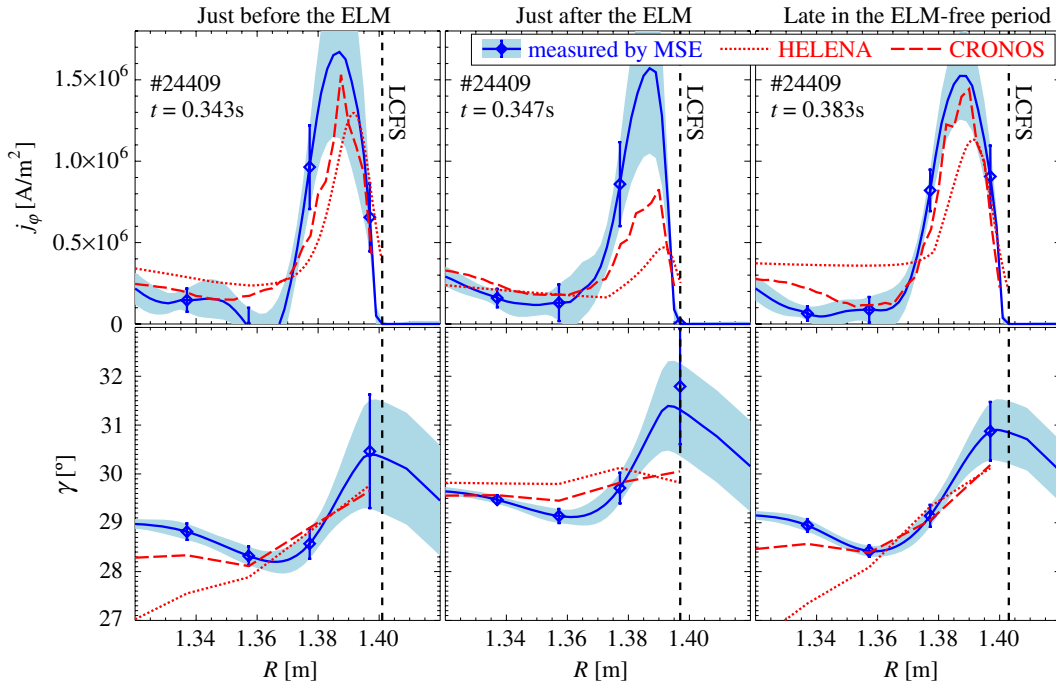 Just before the ELM
Just after the ELM
Late in the ELM-free period
measured by MSE
HELENA
CRONOS
#24409
t = 0.343s
LCFS
#24409
t = 0.347s
LCFS
#24409
t = 0.383s
LCFS
jφ [A/m²]
1.5×10⁶
1.0×10⁶
0.5×10⁶
0
γ [°]
32
31
30
29
28
27
1.34 1.36 1.38 1.40
1.34 1.36 1.38 1.40
1.34 1.36 1.38 1.40
R [m]
R [m]
R [m]